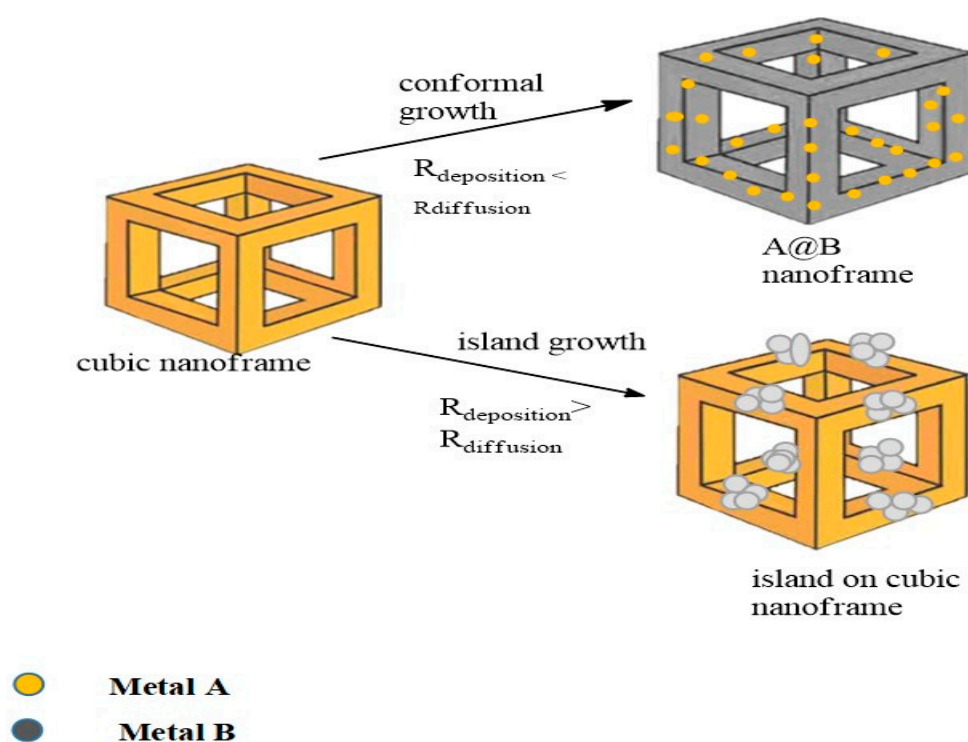 conformal
growth
Rdeposition <
Rdiffusion
A@B
nanoframe
cubic nanoframe
island growth
Rdeposition>
Rdiffusion
island on cubic
nanoframe
Metal A
Metal B